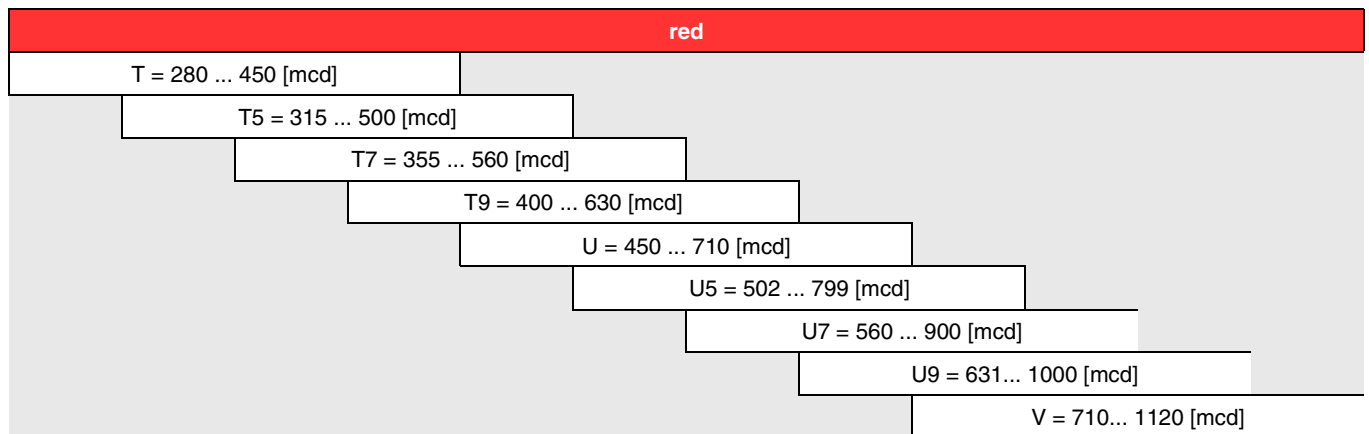 red
T = 280 ... 450 [mcd]
T5 = 315 ... 500 [mcd]
T7 = 355 ... 560 [mcd]
T9 = 400 ... 630 [mcd]
U = 450 ... 710 [mcd]
U5 = 502 ... 799 [mcd]
U7 = 560 ... 900 [mcd]
U9 = 631... 1000 [mcd]
V = 710... 1120 [mcd]